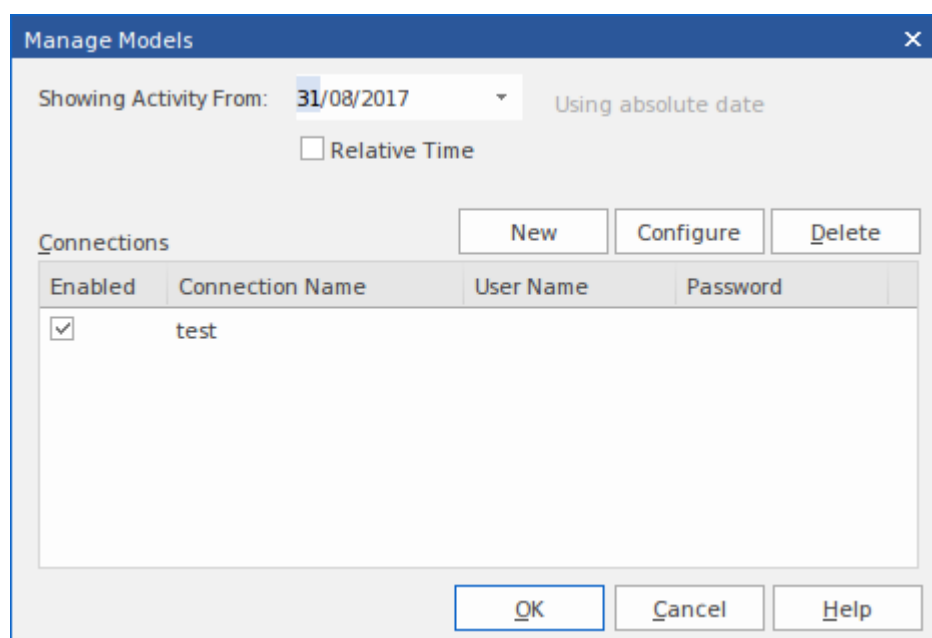 Manage Models
Showing Activity From: 31/08/2017 Using absolute date
Relative Time
Connections New Configure Delete
Enabled Connection Name User Name Password
test
OK Cancel Help